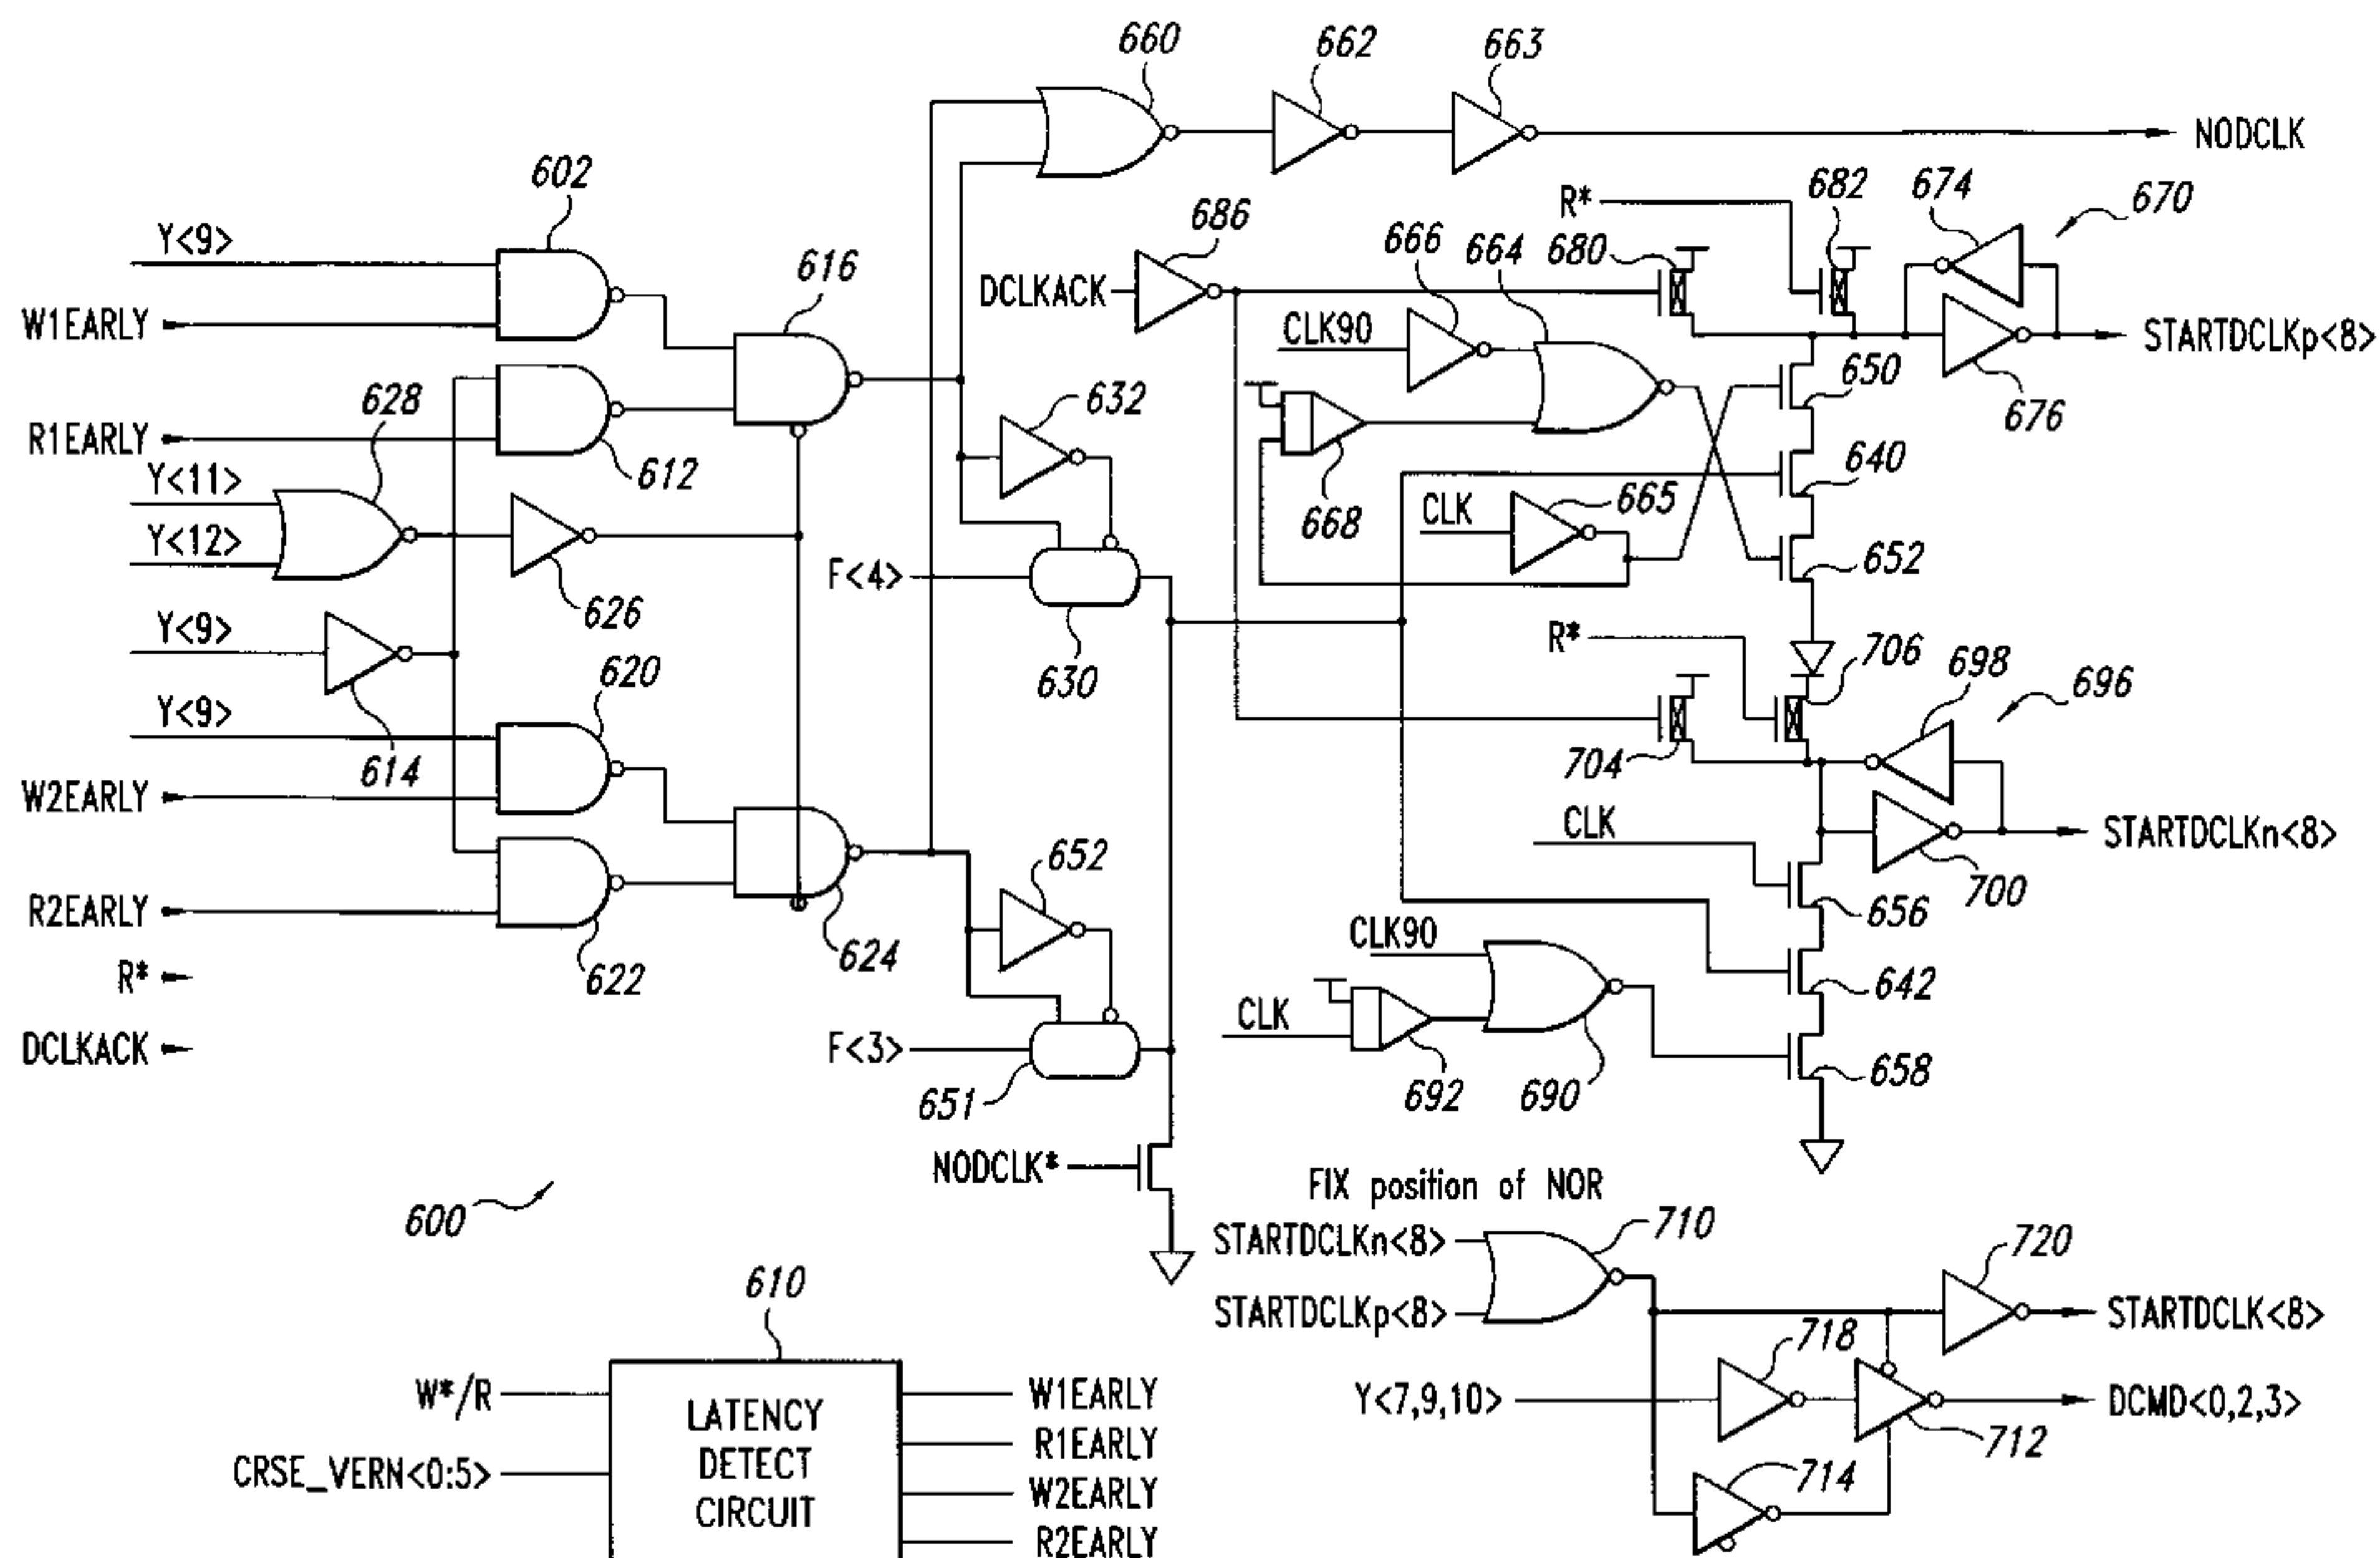 660
662
663
NODCLK
602
R*
682
674
670
Y<9>
W1EARLY
616
686
666
664
680
DCLKACK
CLK90
STARTDCLKp<8>
650
676
R1EARLY
628
612
632
640
Y<11>
Y<12>
668
CLK
665
652
626
F<4>
630
Y<9>
614
R*
706
698
696
620
Y<9>
W2EARLY
704
CLK
STARTDCLKn<8>
700
652
656
R2EARLY
622
624
CLK90
642
R*
CLK
692
690
658
DCLKACK
F<3>
651
NODCLK*
600
FIX position of NOR
STARTDCLKn<8>
710
720
STARTDCLKp<8>
STARTDCLK<8>
718
Y<7,9,10>
DCMD<0,2,3>
712
714
610
W*/R
CRSE_VERN<0:5>
LATENCY
DETECT
CIRCUIT
W1EARLY
R1EARLY
W2EARLY
R2EARLY